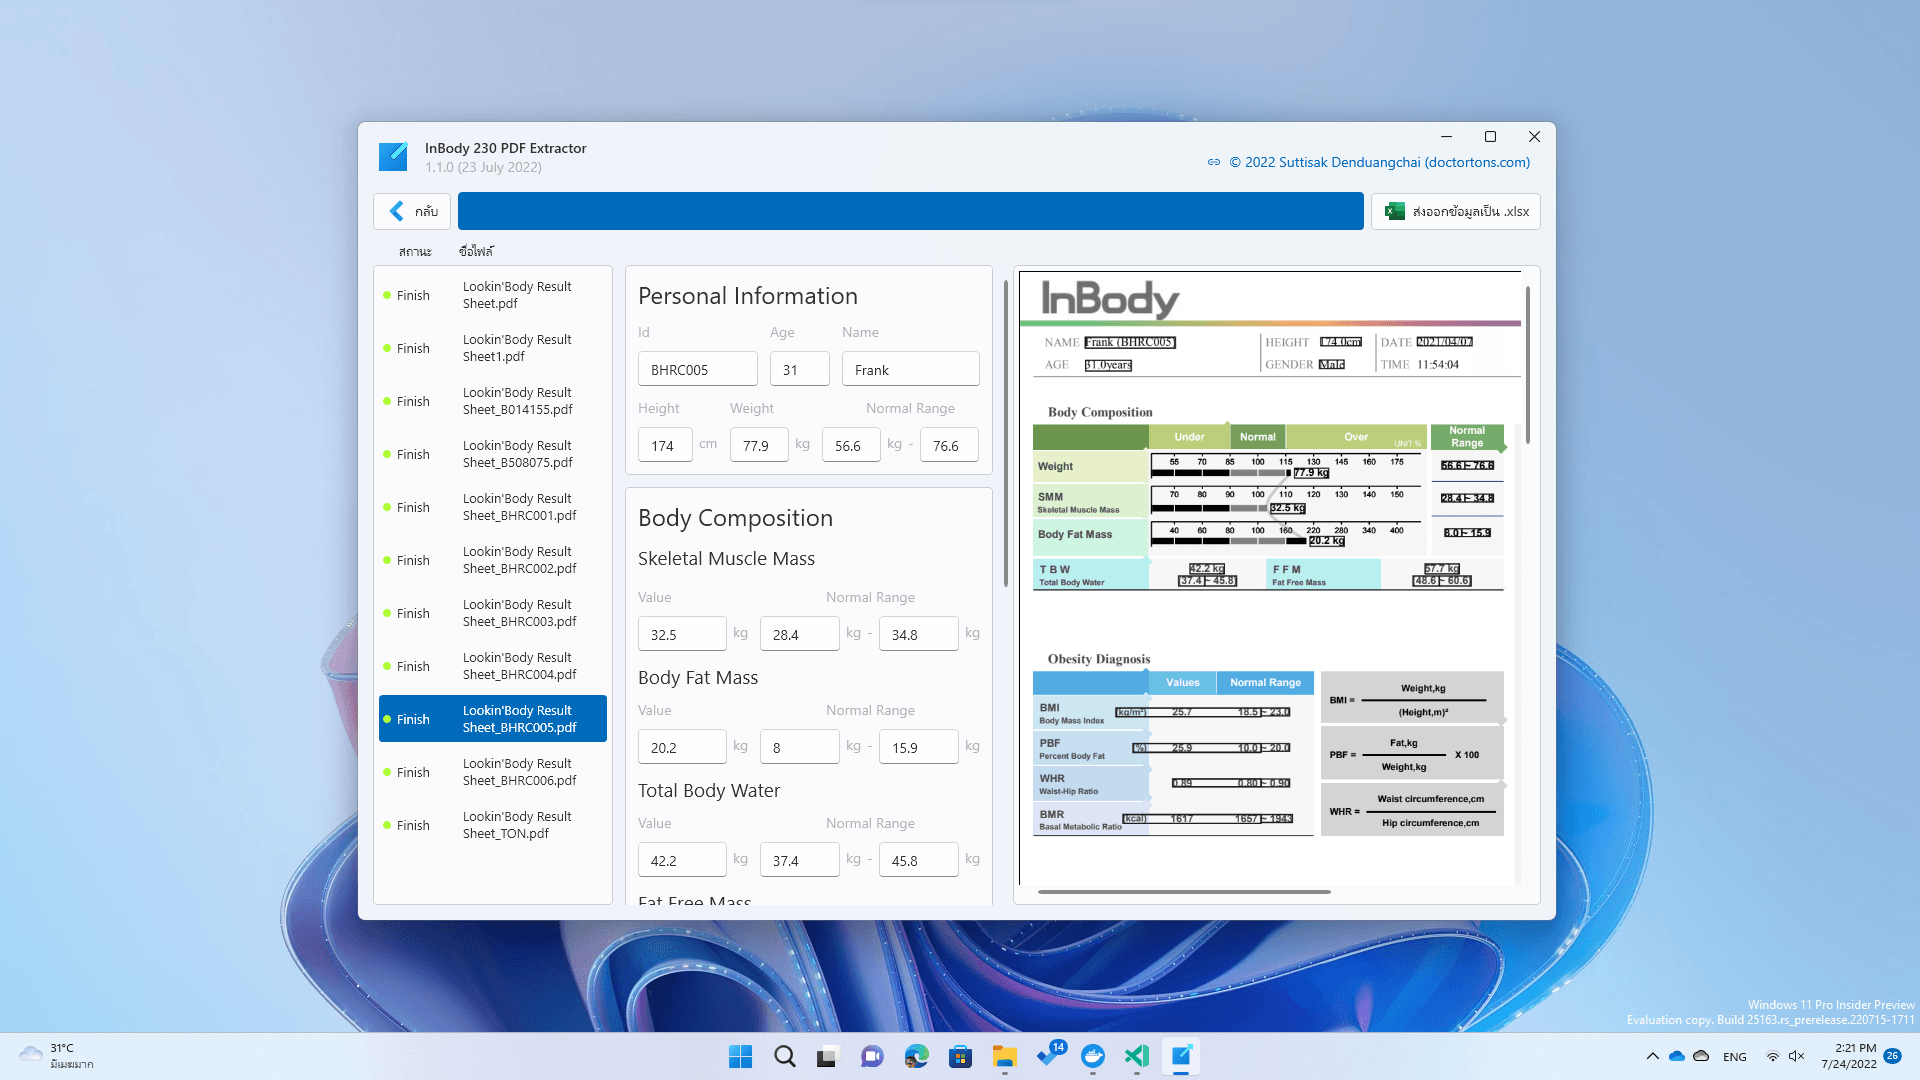 InBody 230 PDF Extractor
1.1.0 (23 July 2022)
© 2022 Suttisak Denduangchai (doctortons.com)
กลับ
ส่งออกข้อมูลเป็น .xlsx
สถานะ ชื่อไฟล์
Finish Lookin'Body Result
Sheet.pdf
Finish Lookin'Body Result
Sheet1.pdf
Finish Lookin'Body Result
Sheet_B014155.pdf
Finish Lookin'Body Result
Sheet_B508075.pdf
Finish Lookin'Body Result
Sheet_BHRC001.pdf
Finish Lookin'Body Result
Sheet_BHRC002.pdf
Finish Lookin'Body Result
Sheet_BHRC003.pdf
Finish Lookin'Body Result
Sheet_BHRC004.pdf
Finish Lookin'Body Result
Sheet_BHRC005.pdf
Finish Lookin'Body Result
Sheet_BHRC006.pdf
Finish Lookin'Body Result
Sheet_TON.pdf
Personal Information
Id Age Name
BHRC005 31 Frank
Height Weight Normal Range
174 cm 77.9 kg 56.6 kg - 76.6
Body Composition
Skeletal Muscle Mass
Value Normal Range
32.5 kg 28.4 kg - 34.8 kg
Body Fat Mass
Value Normal Range
20.2 kg 8 kg - 15.9 kg
Total Body Water
Value Normal Range
42.2 kg 37.4 kg - 45.8 kg
Fat Free Mass
InBody
NAME Frank (BHRC005) HEIGHT 174.0cm DATE 2021/04/07
AGE 31.0years GENDER Male TIME 11:54:04
Body Composition
Under Normal Over UNIT:% Normal Range
Weight 55 70 85 100 115 130 145 160 175
77.9 kg 56.6 ~ 76.6
SMM 70 80 90 100 110 120 130 140 150
Skeletal Muscle Mass 32.5 kg 28.4 ~ 34.8
Body Fat Mass 40 60 80 100 160 220 280 340 400
20.2 kg 8.0 ~ 15.9
T B W 42.2 kg F F M 57.7 kg
Total Body Water (37.4 ~ 45.8) Fat Free Mass (48.6 ~ 60.6)
Obesity Diagnosis
Values Normal Range
BMI (kg/m²) 25.7 18.5 ~ 23.0
Body Mass Index
PBF (%) 25.9 10.0 ~ 20.0
Percent Body Fat
WHR 0.89 0.80 ~ 0.90
Waist-Hip Ratio
BMR (kcal) 1617 1657 ~ 1943
Basal Metabolic Ratio
Weight,kg
BMI =
(Height,m)²
Fat,kg
PBF = X 100
Weight,kg
Waist circumference,cm
WHR =
Hip circumference,cm
Windows 11 Pro Insider Preview
Evaluation copy. Build 25163.rs_prerelease.220715-1711
31°C
มีเมฆมาก
14
ENG
2:21 PM
7/24/2022
26